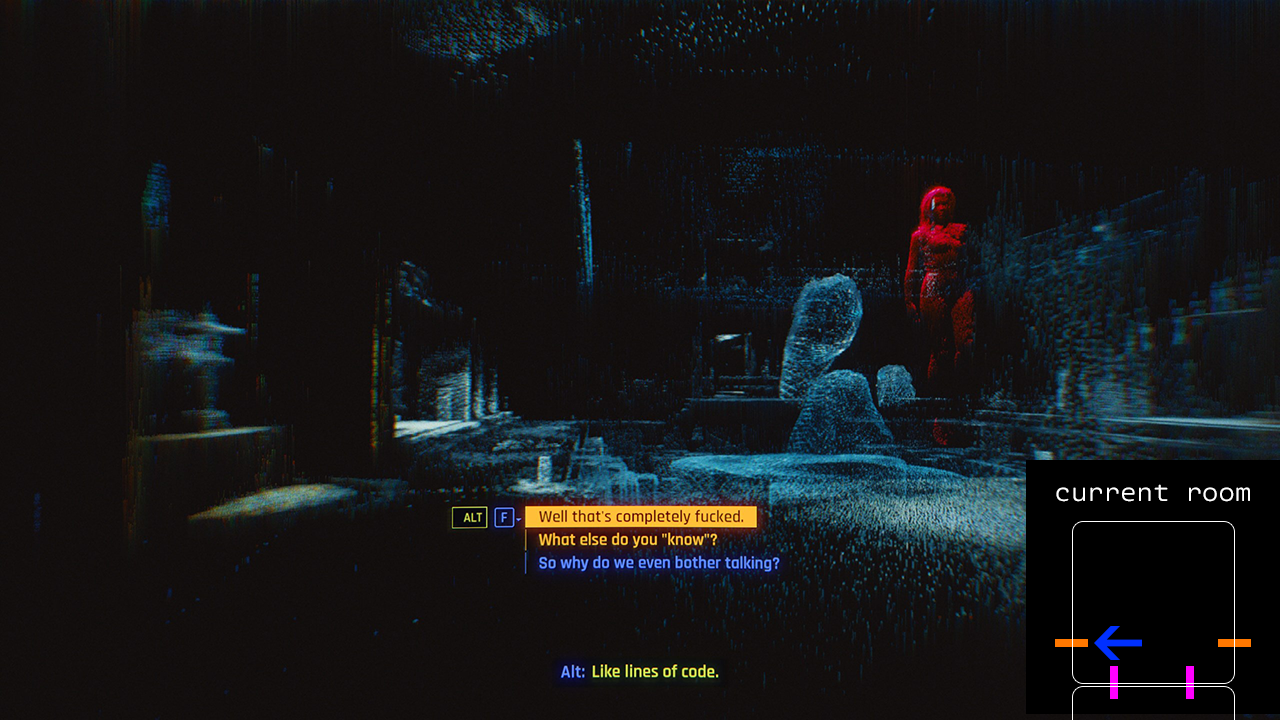 ALT F Well that's completely fucked.
What else do you "know"?
So why do we even bother talking?
Alt: Like lines of code.
current room